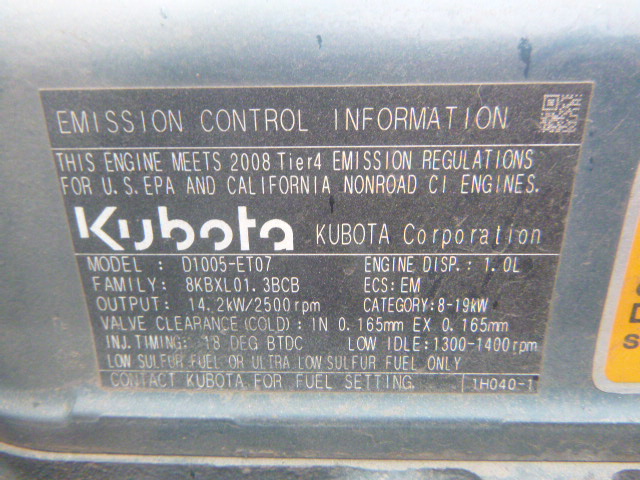 EMISSION CONTROL INFORMATION
THIS ENGINE MEETS 2008 Tier4 EMISSION REGULATIONS
FOR U.S. EPA AND CALIFORNIA NONROAD CI ENGINES.
Kubota KUBOTA Corporation
MODEL : D1005-ET07 ENGINE DISP.: 1.0L
FAMILY: 8KBXL01.3BCB ECS: EM
OUTPUT: 14.2kW/2500rpm CATEGORY: 8-19kW
VALVE CLEARANCE (COLD) : IN 0.165mm EX 0.165mm
INJ. TIMING: 18 DEG BTDC LOW IDLE: 1300-1400rpm
LOW SULFUR FUEL OR ULTRA LOW SULFUR FUEL ONLY
CONTACT KUBOTA FOR FUEL SETTING. 1H040-1